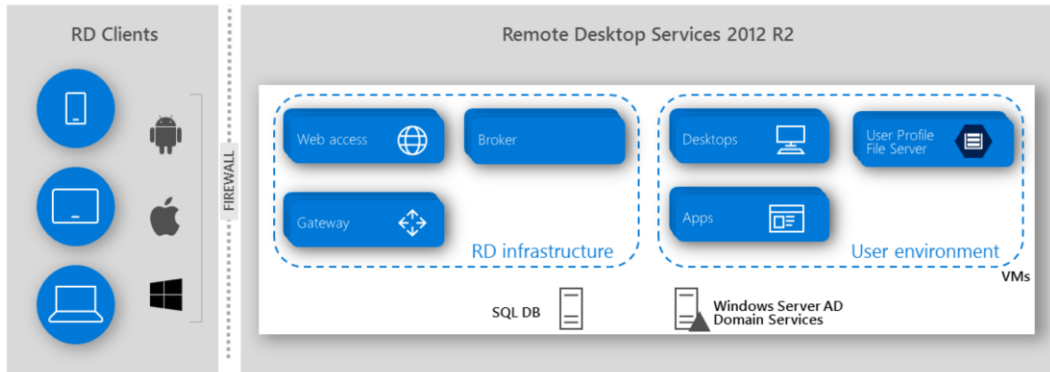 RD Clients
FIREWALL
Remote Desktop Services 2012 R2
Web access
Broker
Gateway
RD infrastructure
Desktops
User Profile
File Server
Apps
User environment
VMs
SQL DB
Windows Server AD
Domain Services